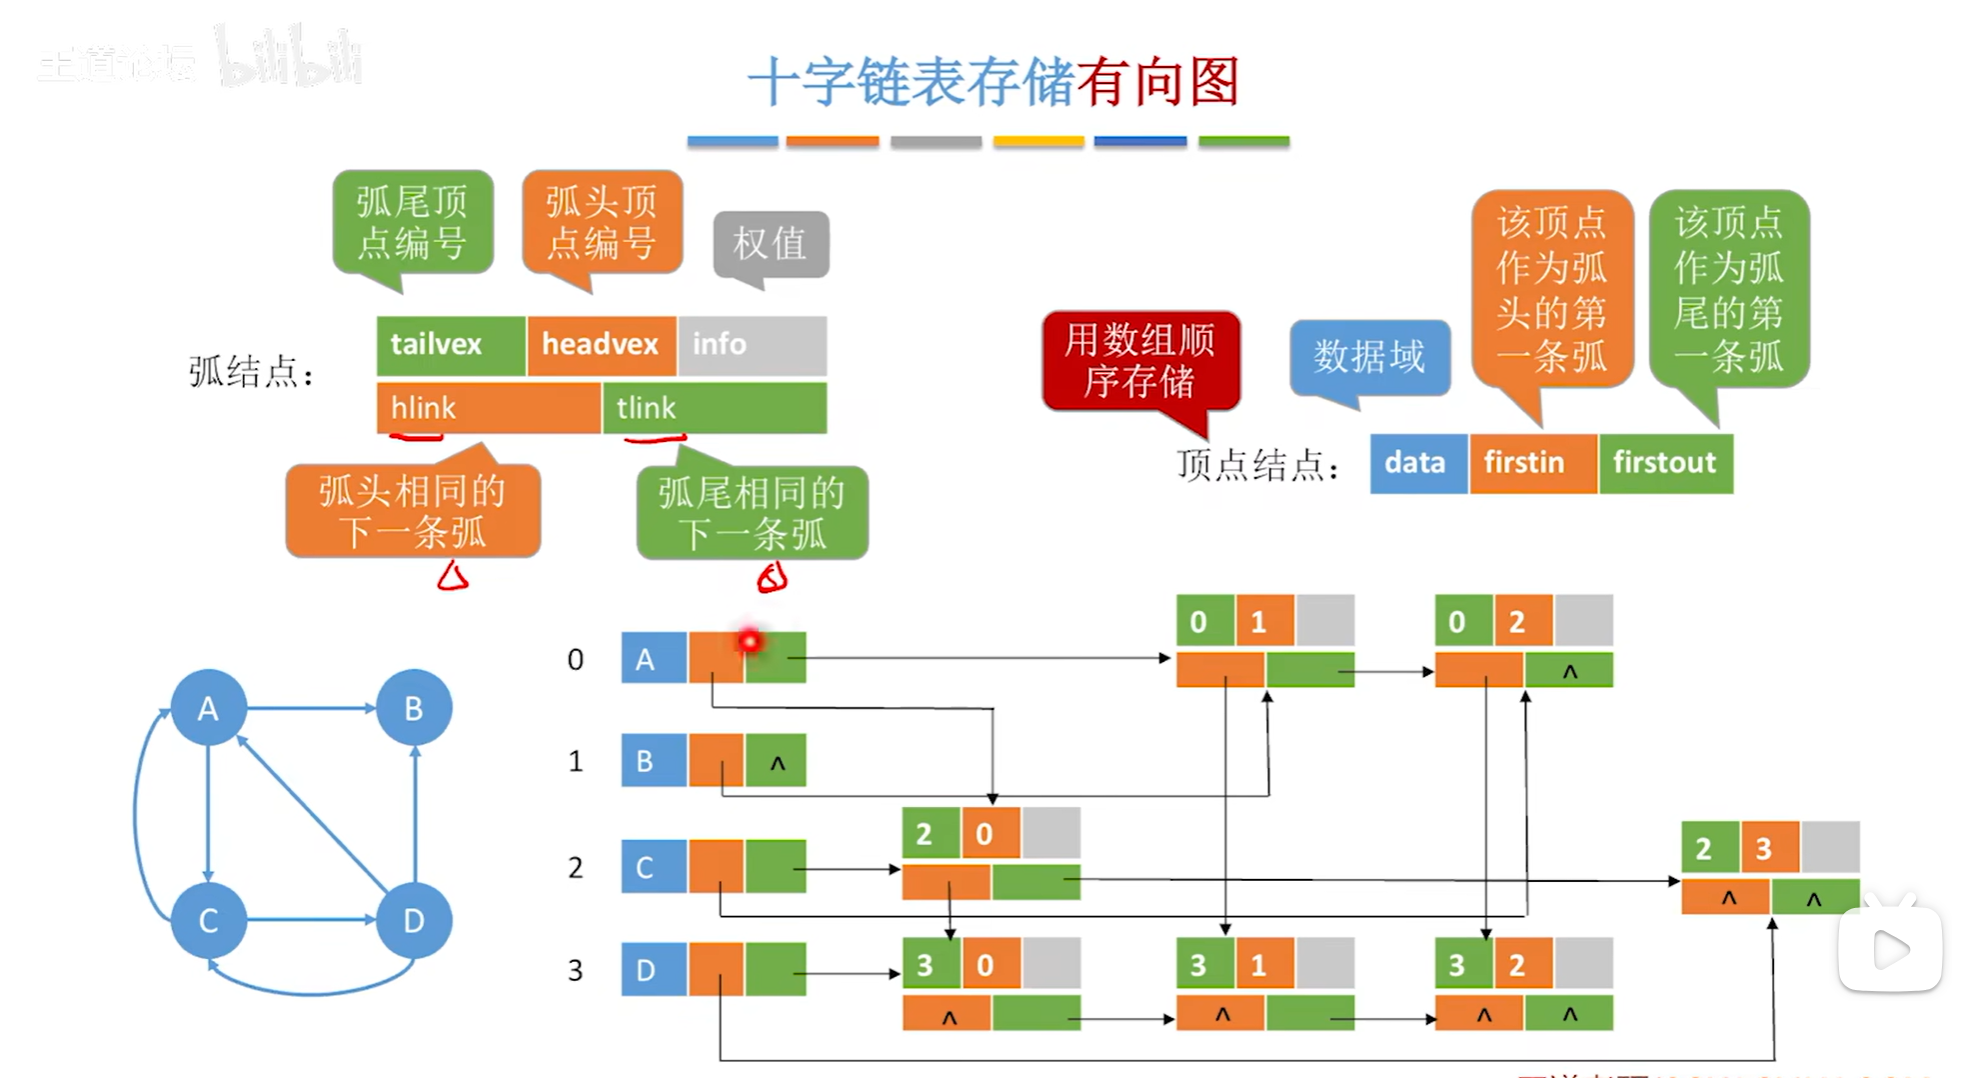 王道论坛 bilibili
十字链表存储有向图
弧尾顶
点编号
弧头顶
点编号
权值
弧结点：
tailvex headvex info
hlink tlink
弧头相同的
下一条弧
弧尾相同的
下一条弧
用数组顺
序存储
数据域
该顶点
作为弧
头的第
一条弧
该顶点
作为弧
尾的第
一条弧
顶点结点：
data firstin firstout
A B
C D
0 A
0 1
0 2
^
1 B ^
2 C
2 0
2 3
^ ^
3 D
3 0
^
3 1
^
3 2
^ ^